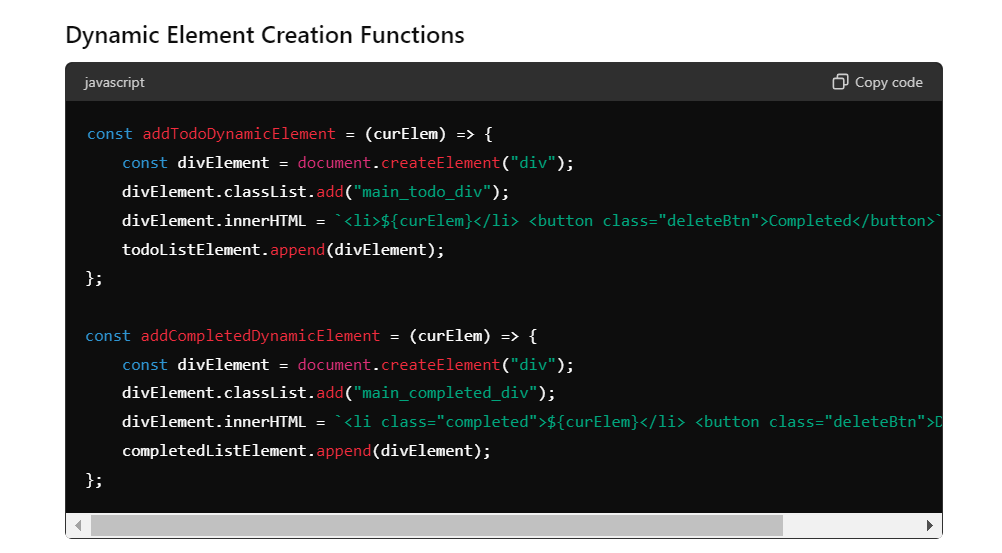 Dynamic Element Creation Functions
javascript
Copy code
const addTodoDynamicElement = (curElem) => {
    const divElement = document.createElement("div");
    divElement.classList.add("main_todo_div");
    divElement.innerHTML = `<li>${curElem}</li> <button class="deleteBtn">Completed</button>`
    todoListElement.append(divElement);
};
const addCompletedDynamicElement = (curElem) => {
    const divElement = document.createElement("div");
    divElement.classList.add("main_completed_div");
    divElement.innerHTML = `<li class="completed">${curElem}</li> <button class="deleteBtn">D
    completedListElement.append(divElement);
};